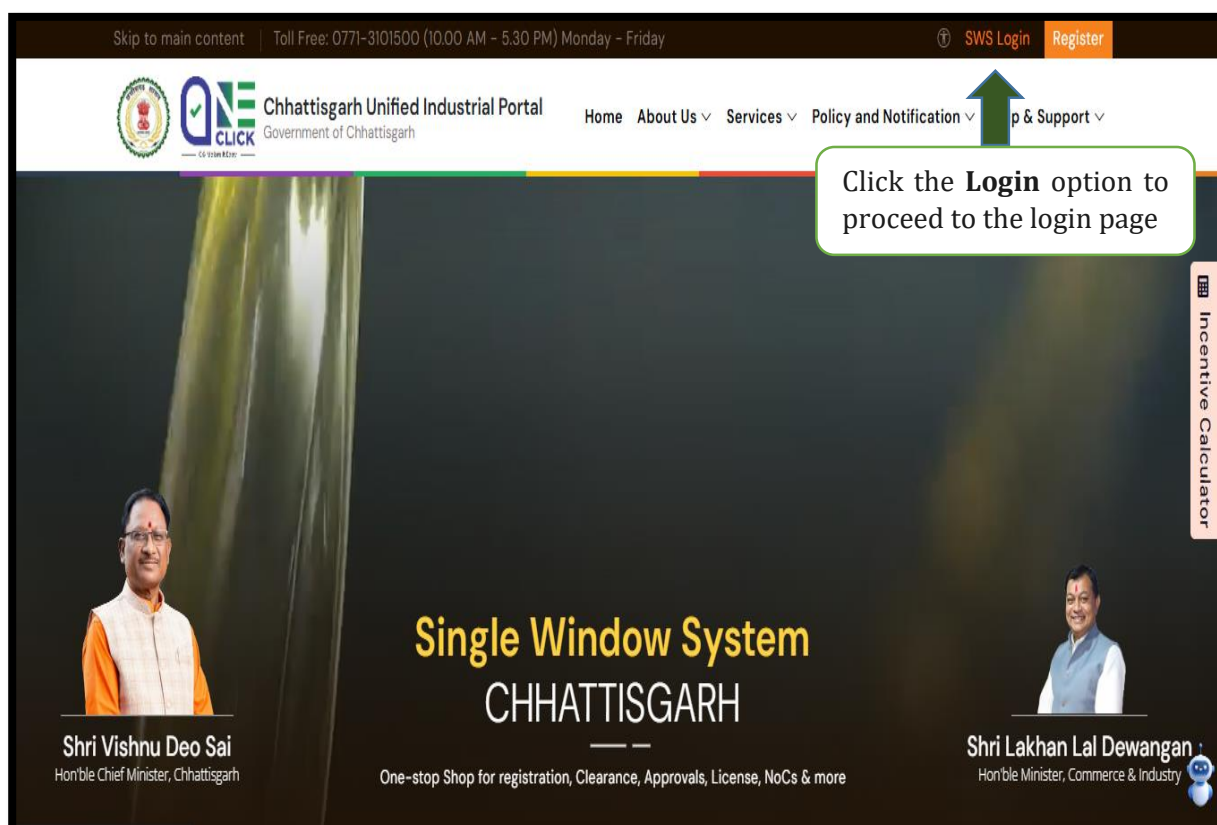 Skip to main content Toll Free: 0771-3101500 (10.00 AM - 5.30 PM) Monday - Friday SWS Login Register
ONE
CLICK
Chhattisgarh Unified Industrial Portal
Government of Chhattisgarh
Home About Us Services Policy and Notification p & Support
Click the Login option to
proceed to the login page
Incentive Calculator
Single Window System
CHHATTISGARH
Shri Vishnu Deo Sai
Hon'ble Chief Minister, Chhattisgarh
One-stop Shop for registration, Clearance, Approvals, License, NoCs & more
Shri Lakhan Lal Dewangan
Hon'ble Minister, Commerce & Industry